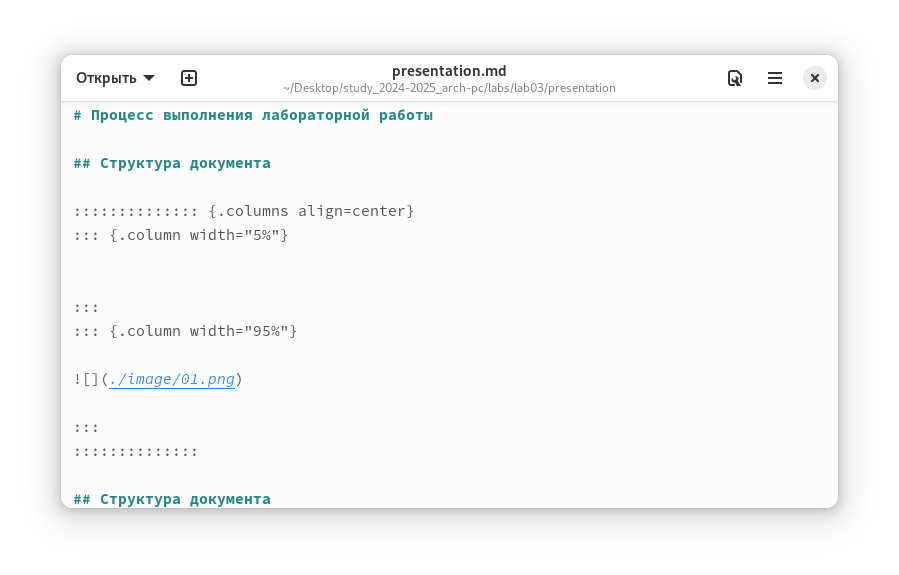 Открыть
presentation.md
~/Desktop/study_2024-2025_arch-pc/labs/lab03/presentation
# Процесс выполнения лабораторной работы
## Структура документа
:::::::::::::: {.columns align=center}
::: {.column width="5%"}
:::
::: {.column width="95%"}
![](./image/01.png)
:::
::::::::::::::
## Структура документа